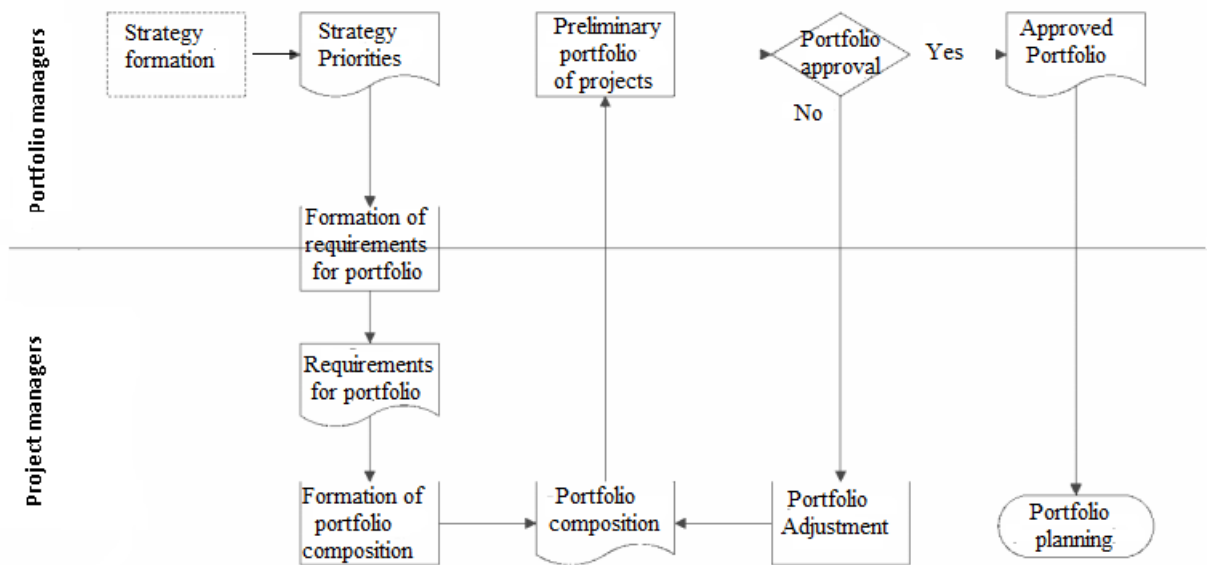 Portfolio managers
Strategy
formation
Strategy
Priorities
Preliminary
portfolio
of projects
Portfolio
approval
Yes
No
Approved
Portfolio
Formation of
requirements
for portfolio
Project managers
Requirements
for portfolio
Formation of
portfolio
composition
Portfolio
composition
Portfolio
Adjustment
Portfolio
planning